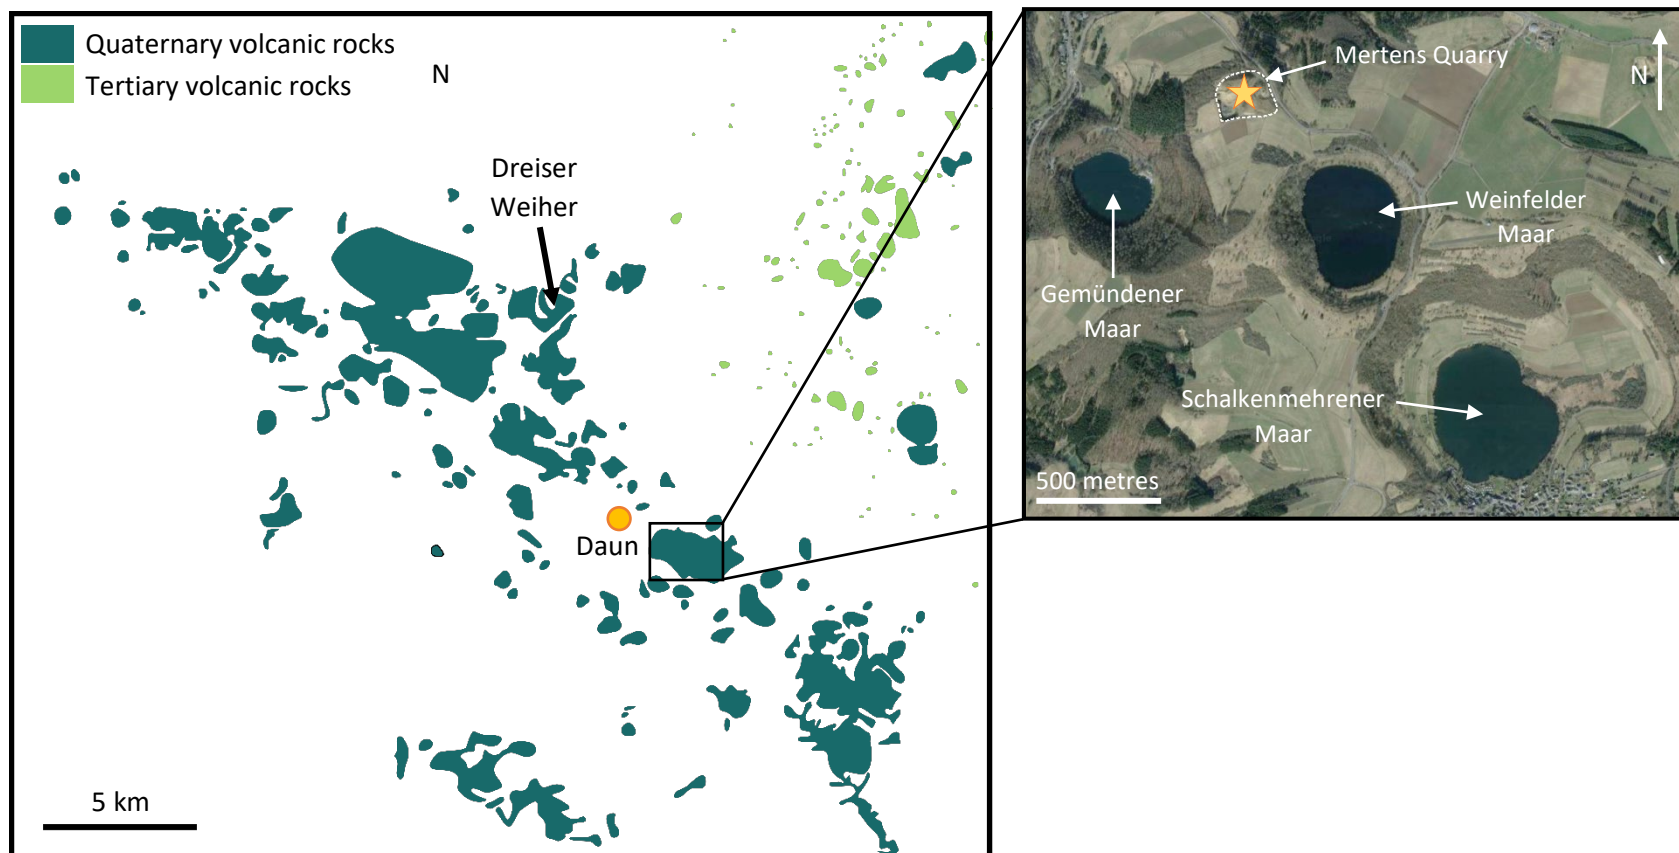 Quaternary volcanic rocks
Tertiary volcanic rocks
N
Dreiser
Weiher
Daun
5 km
Mertens Quarry
N
Weinfelder
Maar
Gemündener
Maar
Schalkenmehrener
Maar
500 metres